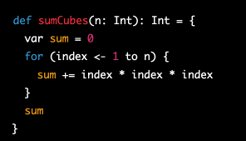 def sumCubes(n: Int): Int = {
  var sum = 0
  for (index <- 1 to n) {
    sum += index * index * index
  }
  sum
}